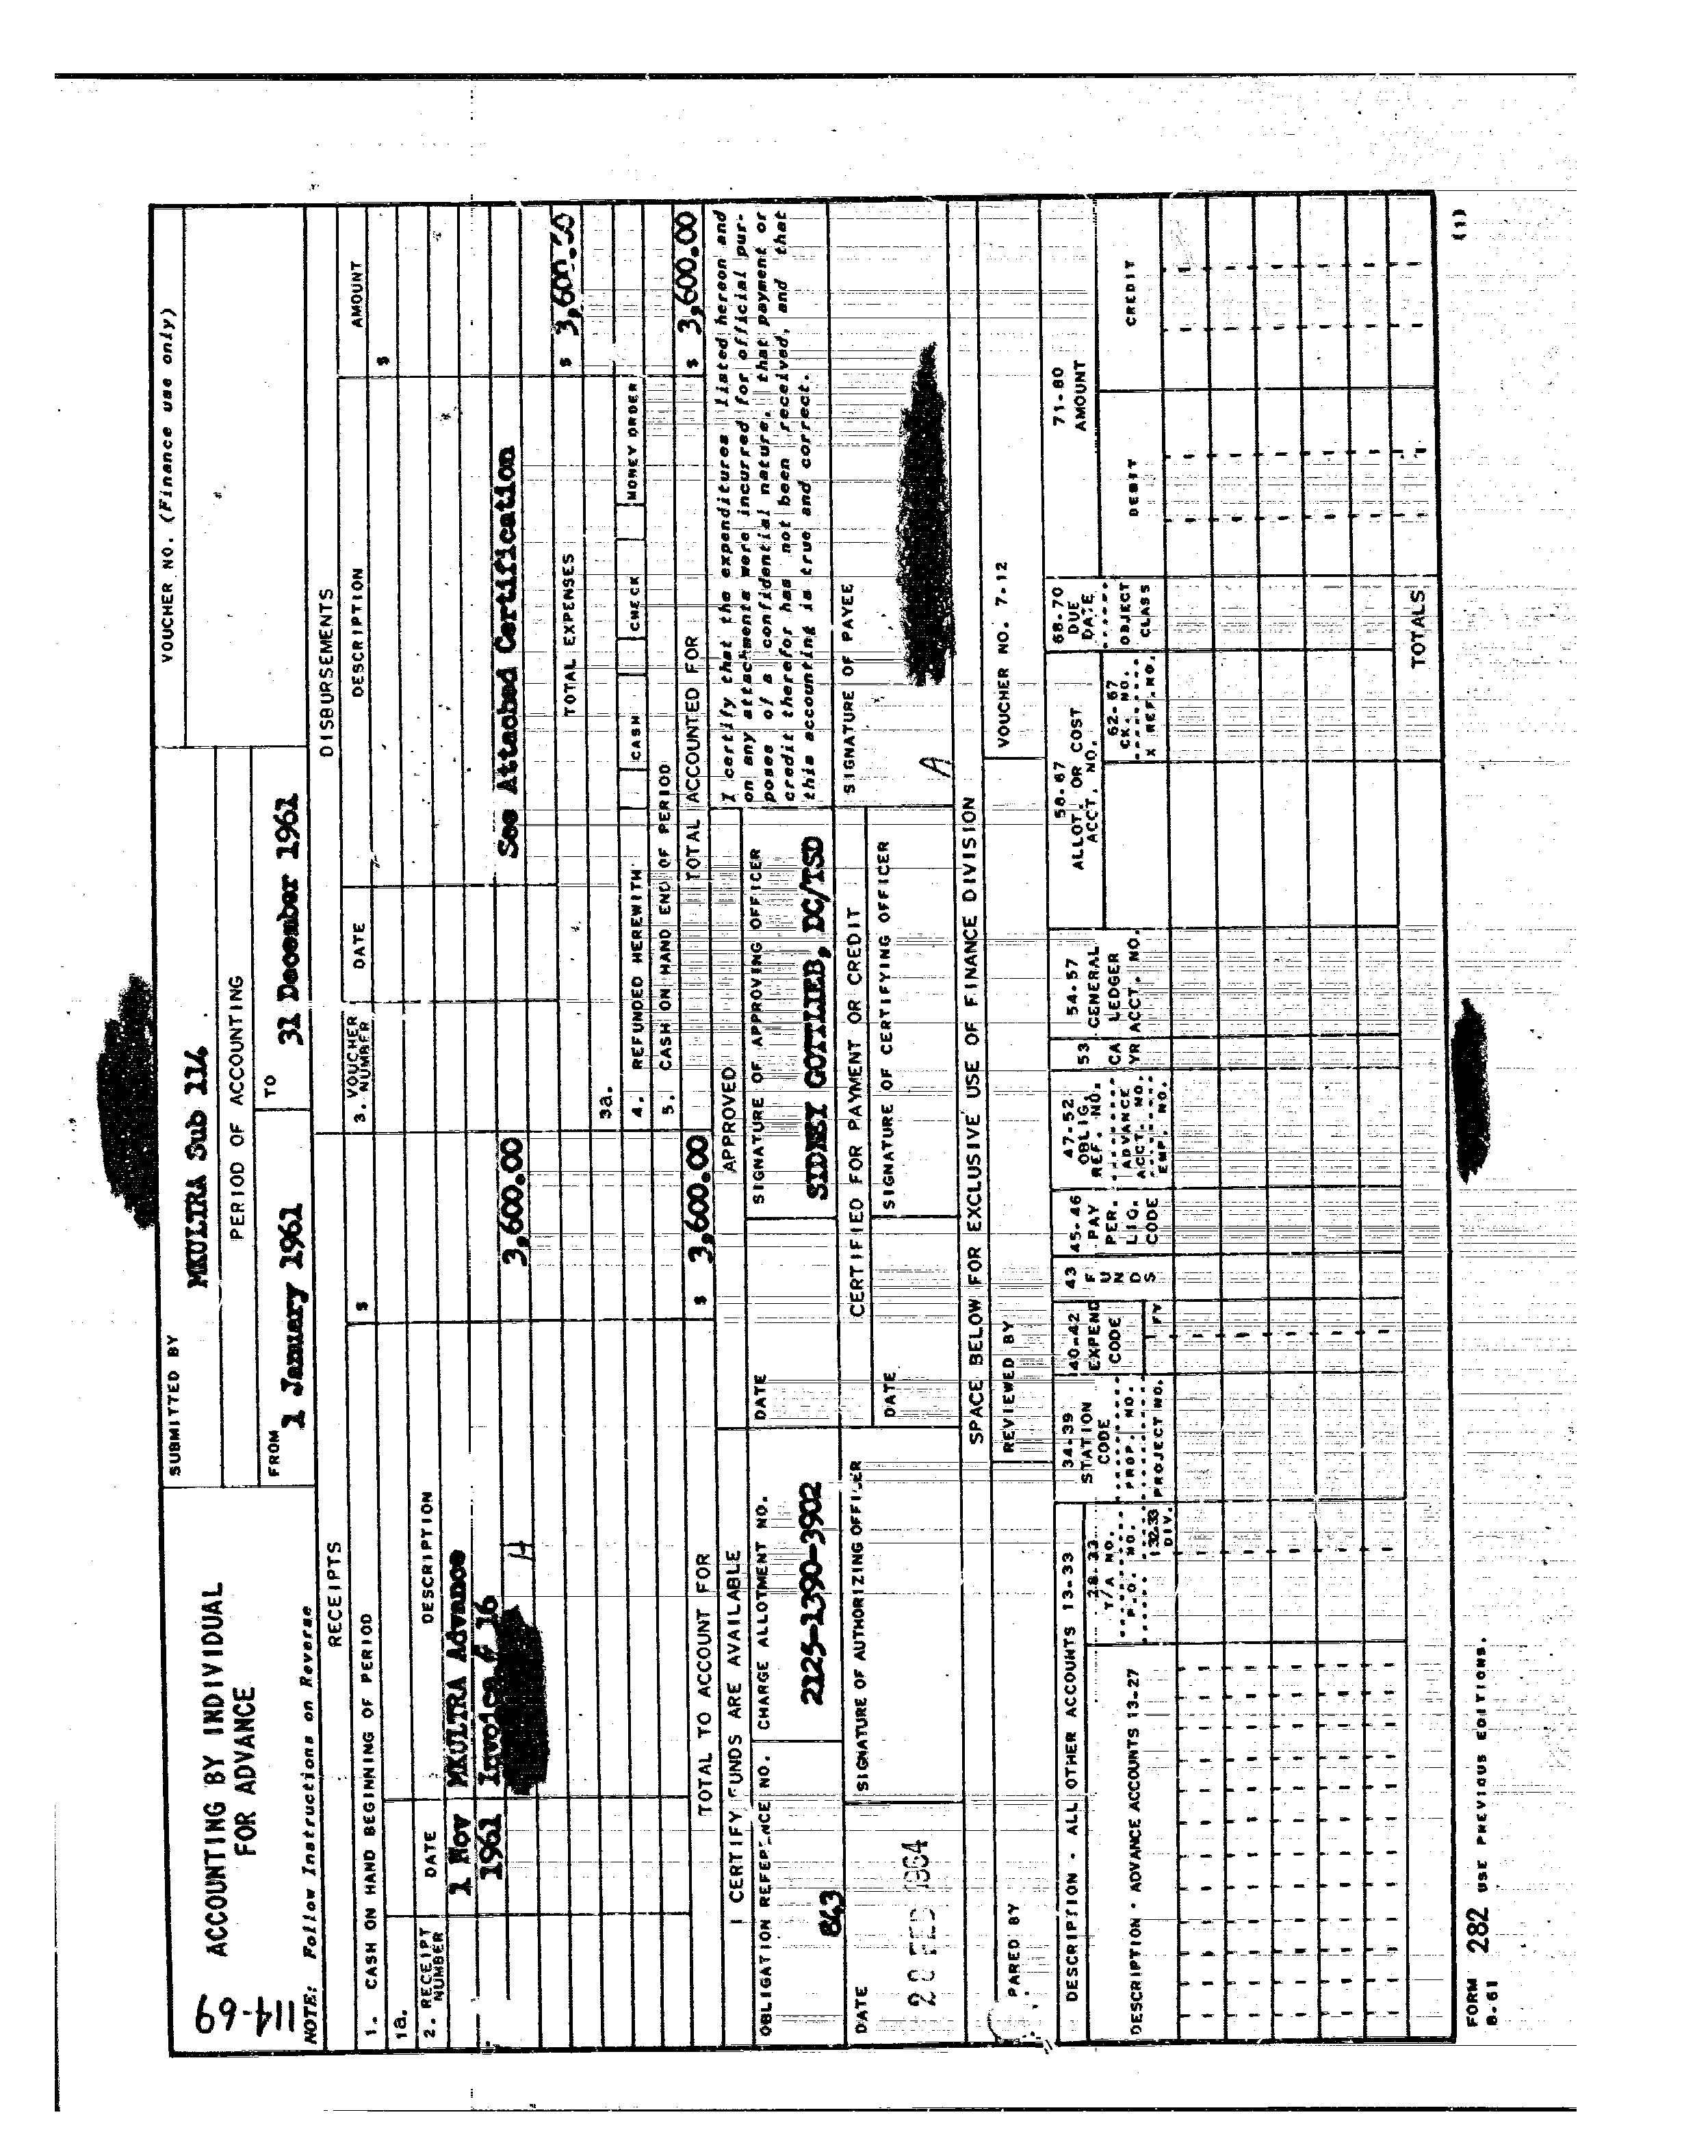 114-69
ACCOUNTING BY INDIVIDUAL
FOR ADVANCE
NOTE: Follow Instructions on Reverse
SUBMITTED BY
MKULTRA Sub 114
PERIOD OF ACCOUNTING
FROM
1 January 1961
TO
31 December 1961
VOUCHER NO. (Finance use only)
RECEIPTS
DISBURSEMENTS
1. CASH ON HAND BEGINNING OF PERIOD
$
1a.
2. RECEIPT NUMBER
DATE
DESCRIPTION
3. VOUCHER NUMBER
DATE
DESCRIPTION
AMOUNT
$
1 Nov MKULTRA Advance
1961 Invoice # 16
A
3,600.00
See Attached Certification
TOTAL EXPENSES
$ 3,600.00
3a.
4. REFUNDED HEREWITH
CASH
CHECK
MONEY ORDER
5. CASH ON HAND END OF PERIOD
TOTAL TO ACCOUNT FOR
$ 3,600.00
TOTAL ACCOUNTED FOR
$ 3,600.00
I CERTIFY FUNDS ARE AVAILABLE
APPROVED
I certify that the expenditures listed hereon and
on any attachments were incurred for official pur-
poses of a confidential nature, that payment or
credit therefor has not been received, and that
this accounting is true and correct.
OBLIGATION REFERENCE NO.
843
CHARGE ALLOTMENT NO.
2125-1390-3902
DATE
SIGNATURE OF APPROVING OFFICER
SIDNEY GOTTLIEB, DC/TSD
CERTIFIED FOR PAYMENT OR CREDIT
SIGNATURE OF PAYEE
A
DATE
SIGNATURE OF AUTHORIZING OFFICER
DATE
SIGNATURE OF CERTIFYING OFFICER
SPACE BELOW FOR EXCLUSIVE USE OF FINANCE DIVISION
PARED BY
REVIEWED BY
VOUCHER NO. 7-12
DESCRIPTION - ALL OTHER ACCOUNTS 13-33
DESCRIPTION - ADVANCE ACCOUNTS 13-27
28-33
T/A NO.
P.O. NO.
32-33
DIV.
34-39
STATION
CODE
PROP. NO.
PROJECT NO.
40-42
EXPEND
CODE
FY
43
FUNDS
45-46
PAY
PER.
LIQ.
CODE
47-52
OBLIG.
REF. NO.
ADVANCE
ACCT. NO.
EMP. NO.
53
CA
YR
54-57
GENERAL
LEDGER
ACCT. NO.
58-67
ALLOT. OR COST
ACCT. NO.
62-67
CK. NO.
X REF. NO.
68-70
DUE
DATE
OBJECT
CLASS
71-80
AMOUNT
DEBIT
CREDIT
TOTALS
FORM 282 USE PREVIOUS EDITIONS.
8-61
(1)